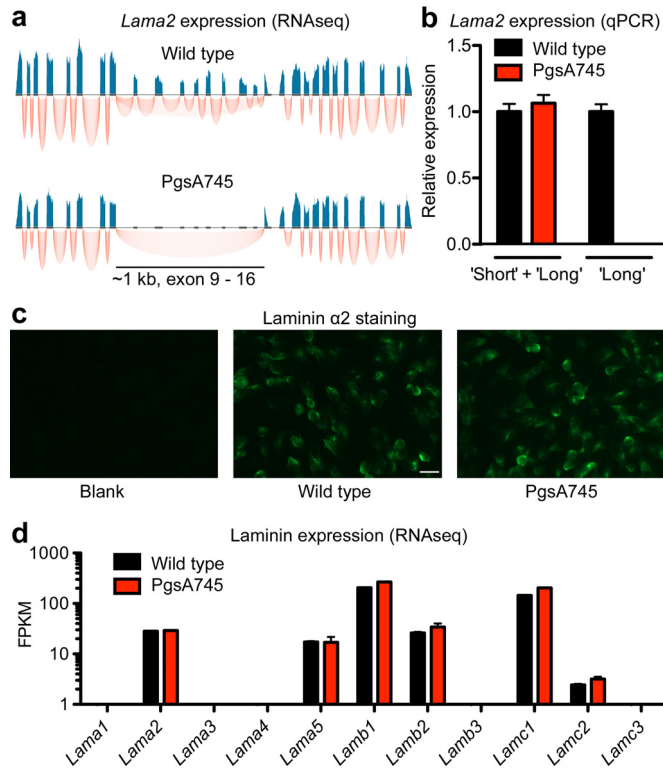 a
Lama2 expression (RNAseq)
Wild type
PgsA745
~1 kb, exon 9 - 16
b
Lama2 expression (qPCR)
Relative expression
1.5
1.0
0.5
0.0
Wild type
PgsA745
'Short' + 'Long'
'Long'
c
Laminin α2 staining
Blank
Wild type
PgsA745
d
Laminin expression (RNAseq)
FPKM
1000
100
10
1
Wild type
PgsA745
Lama1
Lama2
Lama3
Lama4
Lama5
Lamb1
Lamb2
Lamb3
Lamc1
Lamc2
Lamc3